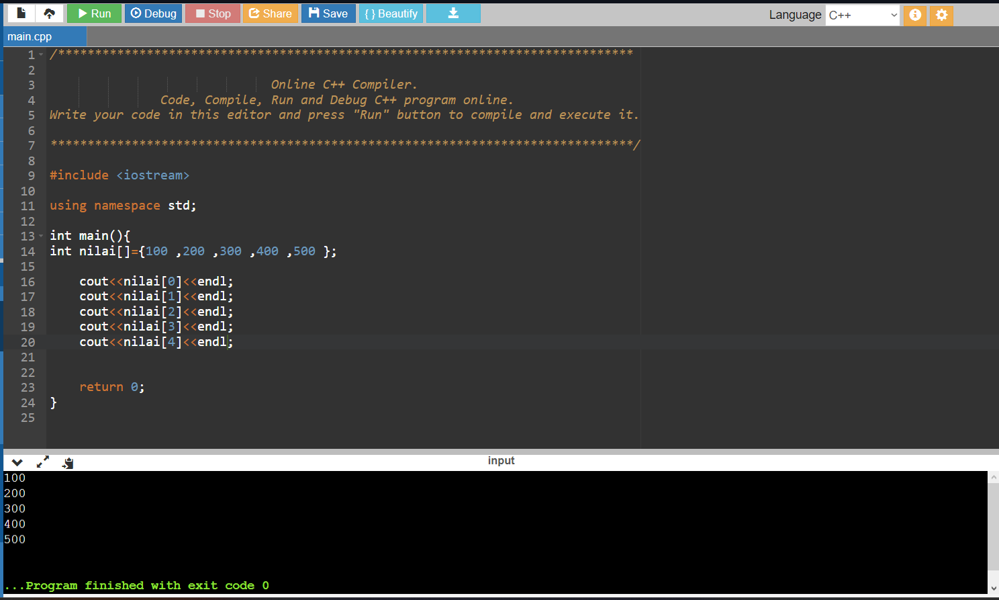 Run Debug Stop Share Save { } Beautify Language C++
main.cpp
1 /******************************************************************************
2
3 Online C++ Compiler.
4 Code, Compile, Run and Debug C++ program online.
5 Write your code in this editor and press "Run" button to compile and execute it.
6
7 *******************************************************************************/
8
9 #include <iostream>
10
11 using namespace std;
12
13 int main(){
14 int nilai[]={100 ,200 ,300 ,400 ,500 };
15
16 cout<<nilai[0]<<endl;
17 cout<<nilai[1]<<endl;
18 cout<<nilai[2]<<endl;
19 cout<<nilai[3]<<endl;
20 cout<<nilai[4]<<endl;
21
22
23 return 0;
24 }
25
input
100
200
300
400
500
...Program finished with exit code 0